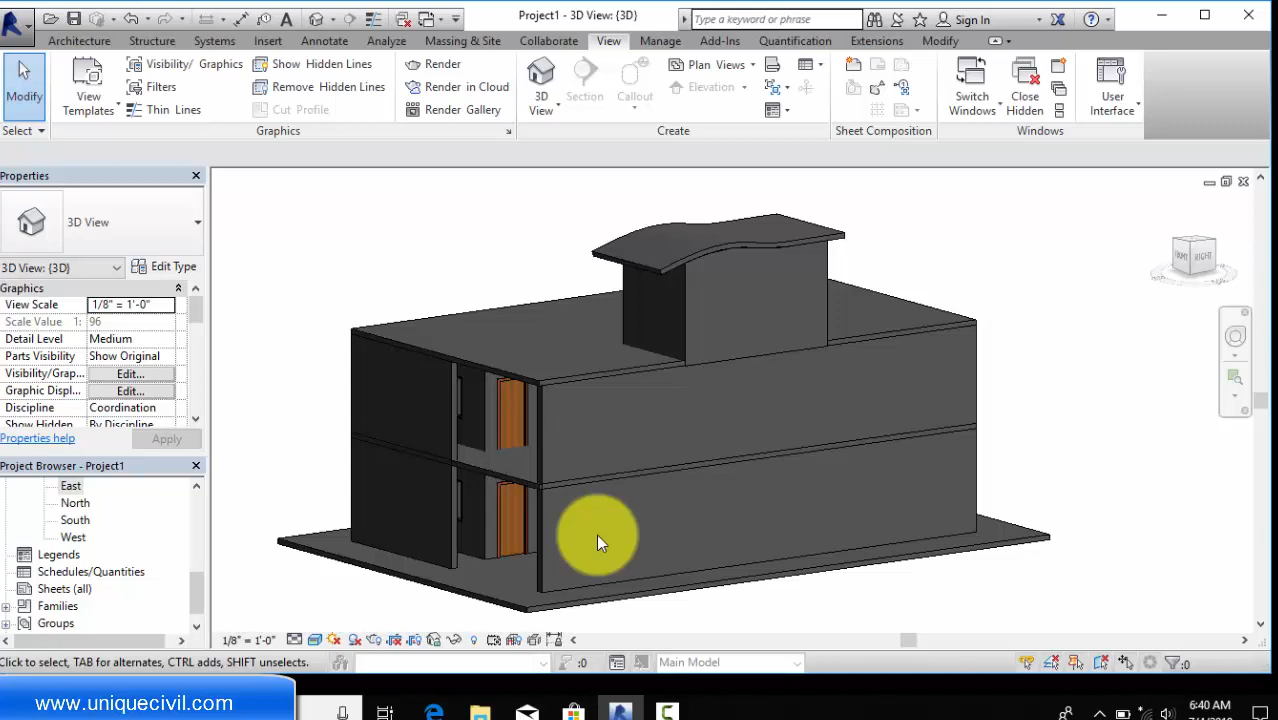 Project1 - 3D View: {3D}
Type a keyword or phrase
Sign In
Architecture Structure Systems Insert Annotate Analyze Massing & Site Collaborate View Manage Add-Ins Quantification Extensions Modify
Modify
View Templates
Visibility/ Graphics
Filters
Thin Lines
Show Hidden Lines
Remove HiddenLines
Cut Profile
Render
Render in Cloud
Render Gallery
3D View
Section
Callout
Plan Views
Elevation
Switch Windows
Close Hidden
User Interface
Select Graphics Create Sheet Composition Windows
Properties
3D View
3D View: {3D} Edit Type
Graphics
View Scale 1/8" = 1'-0"
Scale Value 1: 96
Detail Level Medium
Parts Visibility Show Original
Visibility/Grap... Edit...
Graphic Displ... Edit...
Discipline Coordination
Show Hidden By Discipline
Properties help Apply
Project Browser - Project1
East
North
South
West
Legends
Schedules/Quantities
Sheets (all)
Families
Groups
FRONT RIGHT
1/8" = 1'-0"
Click to select, TAB for alternates, CTRL adds, SHIFT unselects.
:0
Main Model
:0
www.uniquecivil.com
6:40 AM